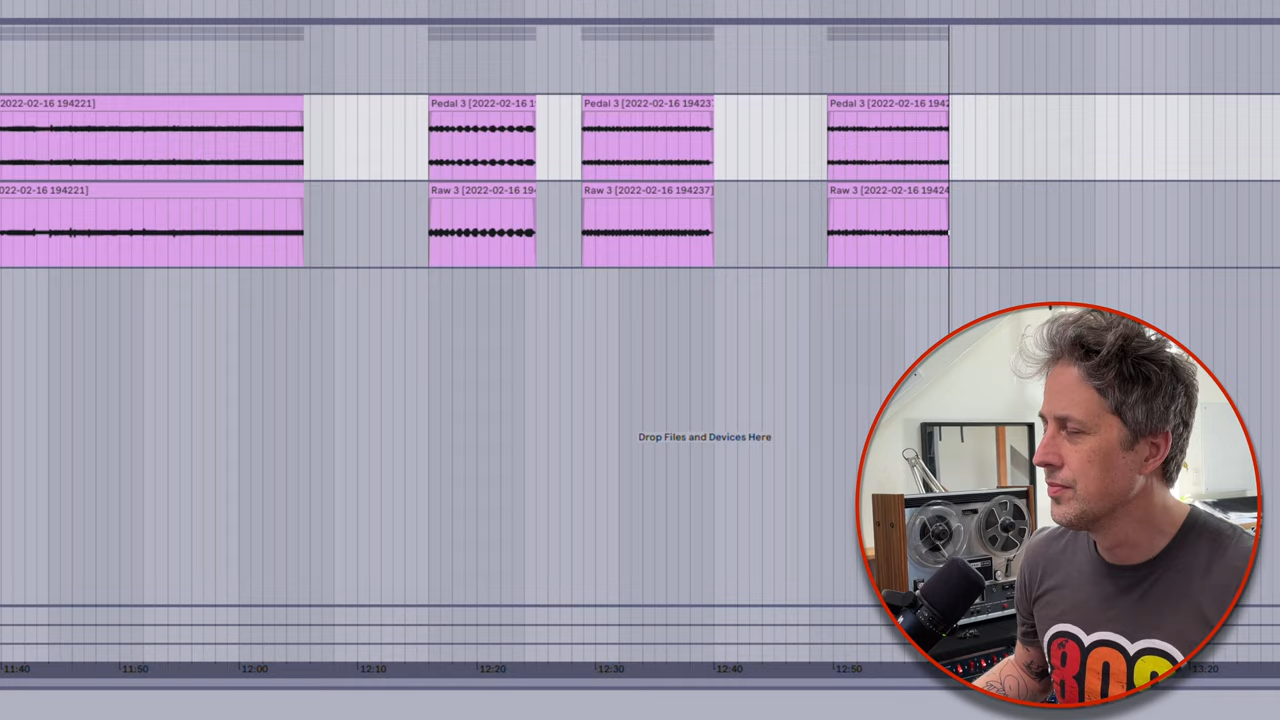 2022-02-16 194221]
Pedal 3 [2022-02-16 19
Pedal 3 [2022-02-16 19423
Pedal 3 [2022-02-16 1942
022-02-16 194221]
Raw 3 [2022-02-16 194
Raw 3 [2022-02-16 194237]
Raw 3 [2022-02-16 19424
Drop Files and Devices Here
808
11:40
11:50
12:00
12:10
12:20
12:30
12:40
12:50
13:20